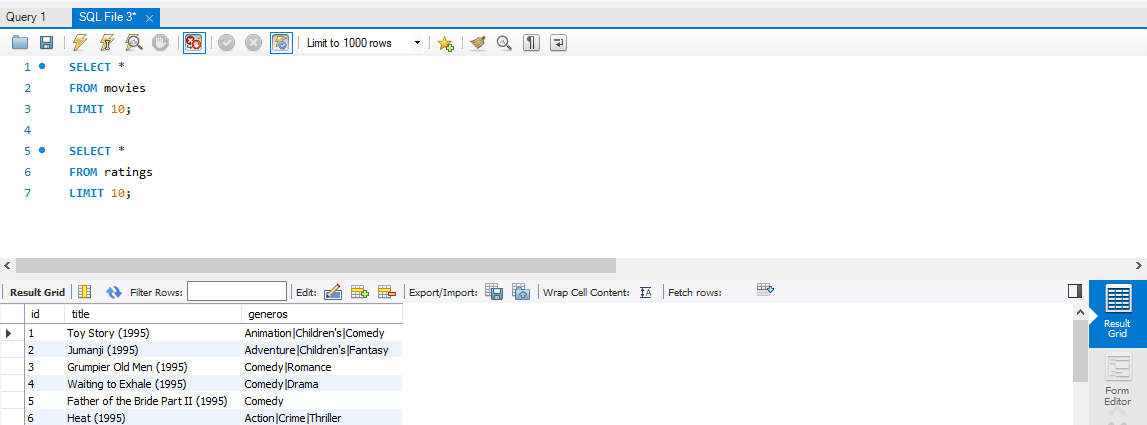 Query 1 SQL File 3*
Limit to 1000 rows
1 SELECT *
2 FROM movies
3 LIMIT 10;
4
5 SELECT *
6 FROM ratings
7 LIMIT 10;
Result Grid Filter Rows: Edit: Export/Import: Wrap Cell Content: Fetch rows:
id title generos
1 Toy Story (1995) Animation|Children's|Comedy
2 Jumanji (1995) Adventure|Children's|Fantasy
3 Grumpier Old Men (1995) Comedy|Romance
4 Waiting to Exhale (1995) Comedy|Drama
5 Father of the Bride Part II (1995) Comedy
6 Heat (1995) Action|Crime|Thriller
Result
Grid
Form
Editor